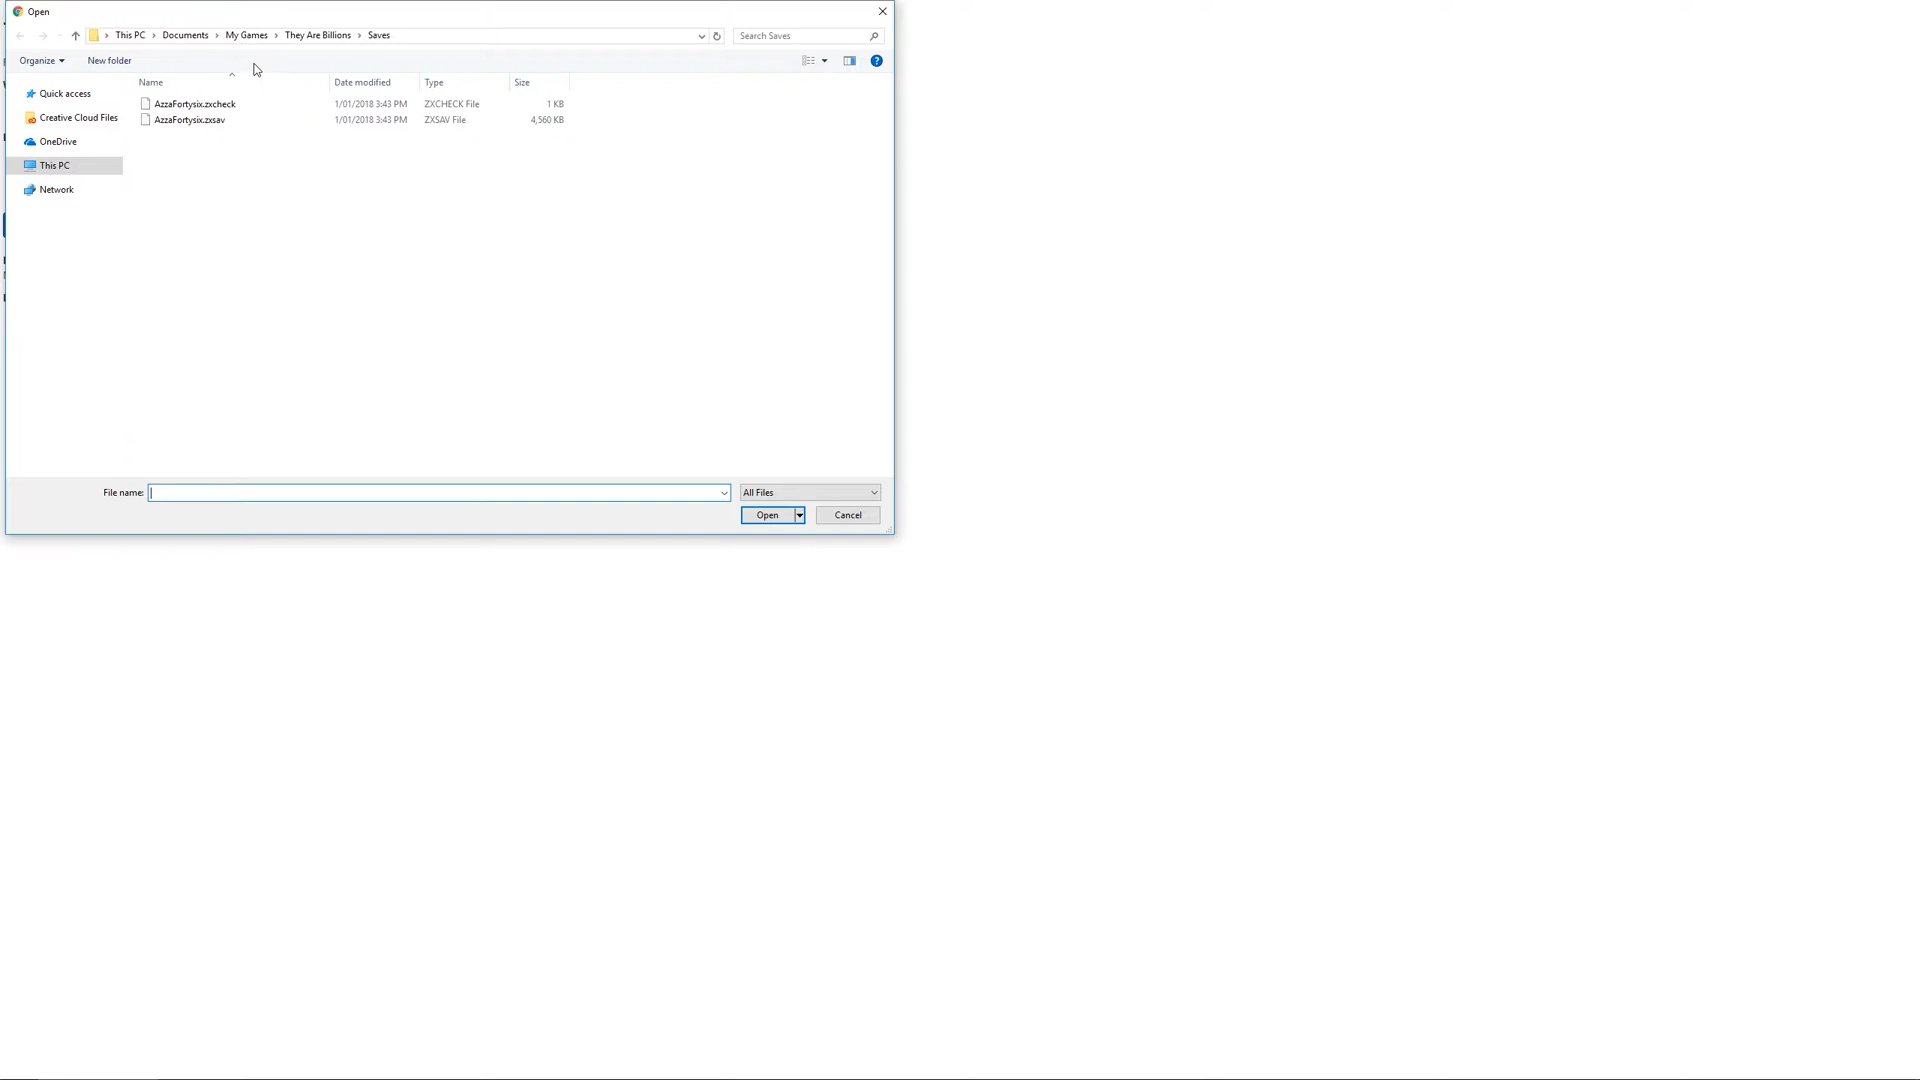 Open
This PC > Documents > My Games > They Are Billions > Saves
Search Saves
Organize
New folder
Name
Date modified
Type
Size
Quick access
Creative Cloud Files
OneDrive
This PC
Network
AzzaFortysix.zxcheck 1/01/2018 3:43 PM ZXCHECK File 1 KB
AzzaFortysix.zxsav 1/01/2018 3:43 PM ZXSAV File 4,560 KB
File name:
All Files
Open
Cancel